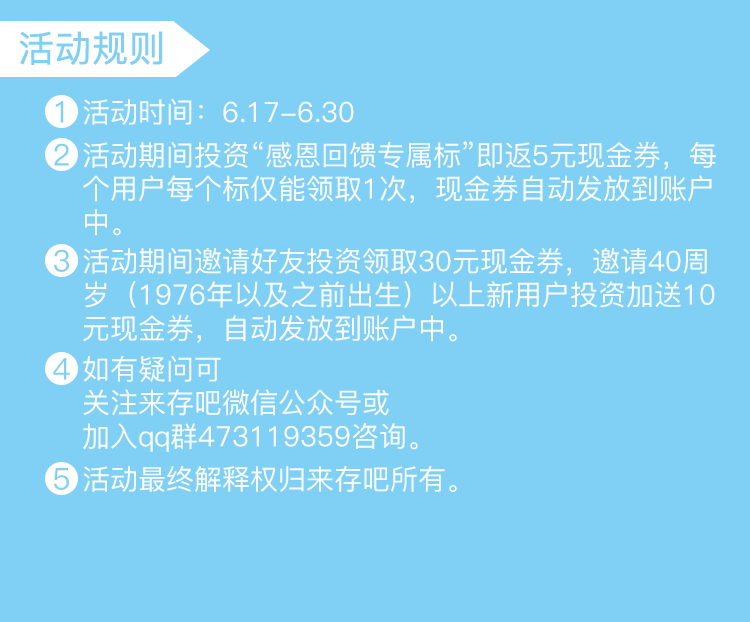 活动规则
1 活动时间：6.17-6.30
2 活动期间投资“感恩回馈专属标”即返5元现金券，每
个用户每个标仅能领取1次，现金券自动发放到账户
中。
3 活动期间邀请好友投资领取30元现金券，邀请40周
岁（1976年以及之前出生）以上新用户投资加送10
元现金券，自动发放到账户中。
4 如有疑问可
关注来存吧微信公众号或
加入qq群473119359咨询。
5 活动最终解释权归来存吧所有。